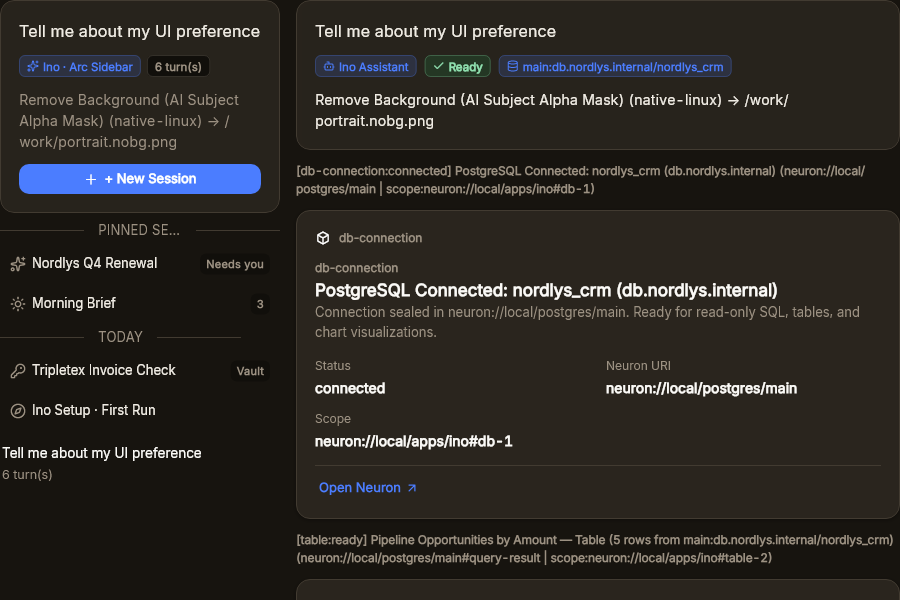 Tell me about my UI preference
Ino · Arc Sidebar
6 turn(s)
Remove Background (AI Subject
Alpha Mask) (native-linux) → /
work/portrait.nobg.png
+ + New Session
PINNED SE...
Nordlys Q4 Renewal
Needs you
Morning Brief
3
TODAY
Tripletex Invoice Check
Vault
Ino Setup · First Run
Tell me about my UI preference
6 turn(s)
Tell me about my UI preference
Ino Assistant
Ready
main:db.nordlys.internal/nordlys_crm
Remove Background (AI Subject Alpha Mask) (native-linux) → /work/
portrait.nobg.png
[db-connection:connected] PostgreSQL Connected: nordlys_crm (db.nordlys.internal) (neuron://local/
postgres/main | scope:neuron://local/apps/ino#db-1)
db-connection
db-connection
PostgreSQL Connected: nordlys_crm (db.nordlys.internal)
Connection sealed in neuron://local/postgres/main. Ready for read-only SQL, tables, and
chart visualizations.
Status
Neuron URI
connected
neuron://local/postgres/main
Scope
neuron://local/apps/ino#db-1
Open Neuron ↗
[table:ready] Pipeline Opportunities by Amount — Table (5 rows from main:db.nordlys.internal/nordlys_crm)
(neuron://local/postgres/main#query-result | scope:neuron://local/apps/ino#table-2)